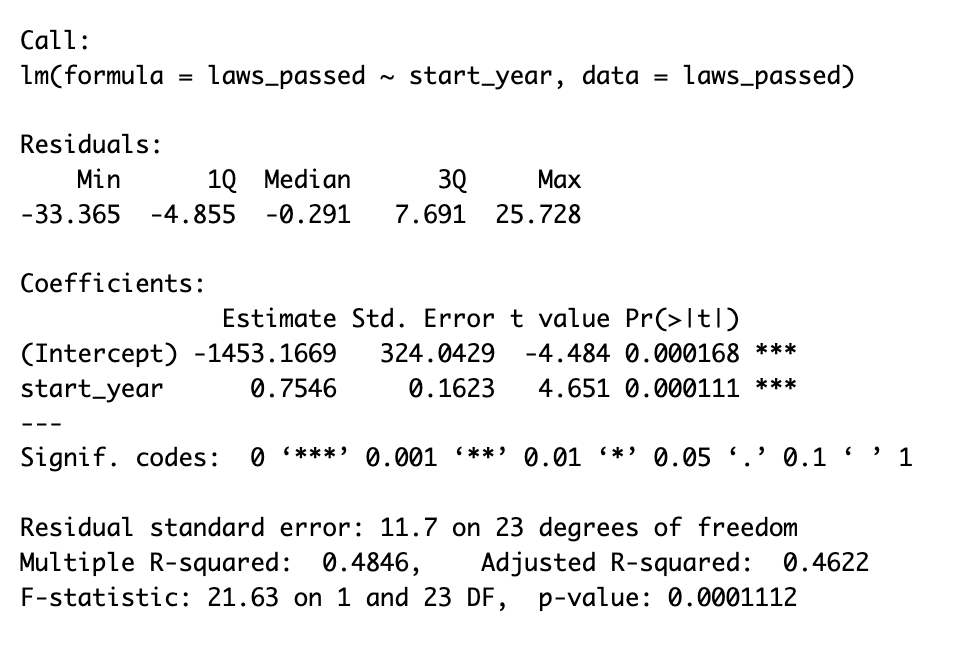 Call:
lm(formula = laws_passed ~ start_year, data = laws_passed)
Residuals:
    Min      1Q  Median      3Q     Max
-33.365  -4.855  -0.291   7.691  25.728
Coefficients:
              Estimate Std. Error t value Pr(>|t|)
(Intercept) -1453.1669   324.0429  -4.484 0.000168 ***
start_year      0.7546     0.1623   4.651 0.000111 ***
---
Signif. codes:  0 ‘***’ 0.001 ‘**’ 0.01 ‘*’ 0.05 ‘.’ 0.1 ‘ ’ 1
Residual standard error: 11.7 on 23 degrees of freedom
Multiple R-squared:  0.4846,    Adjusted R-squared:  0.4622
F-statistic: 21.63 on 1 and 23 DF,  p-value: 0.0001112